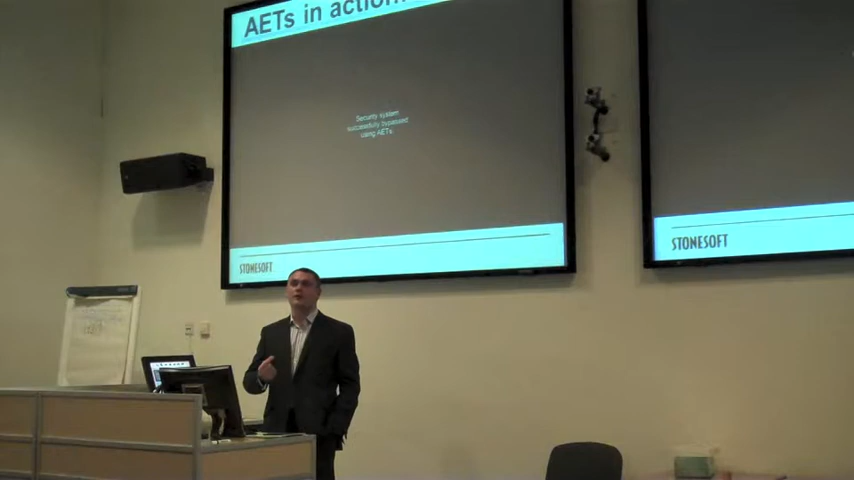 AETs in action
Security system
successfully bypassed
using AETs
STONESOFT
STONESOFT